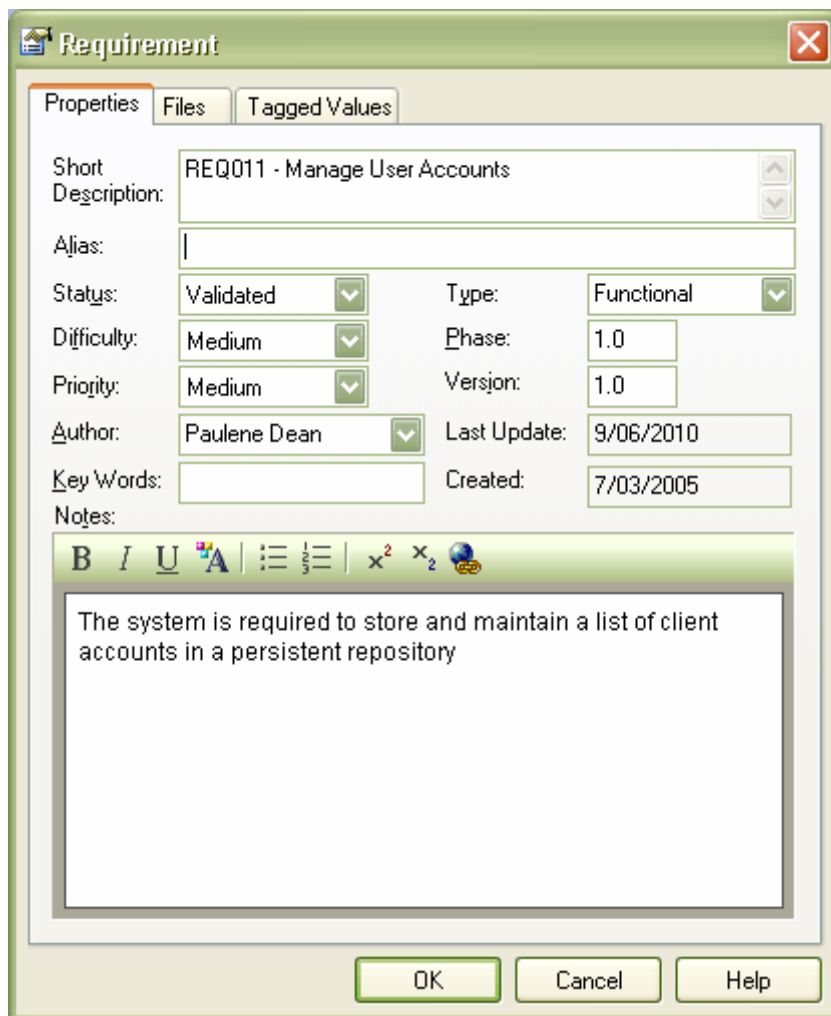 Requirement
Properties Files Tagged Values
Short Description: REQ011 - Manage User Accounts
Alias:
Status: Validated Type: Functional
Difficulty: Medium Phase: 1.0
Priority: Medium Version: 1.0
Author: Paulene Dean Last Update: 9/06/2010
Key Words: Created: 7/03/2005
Notes:
B I U A x² x₂
The system is required to store and maintain a list of client
accounts in a persistent repository
OK Cancel Help